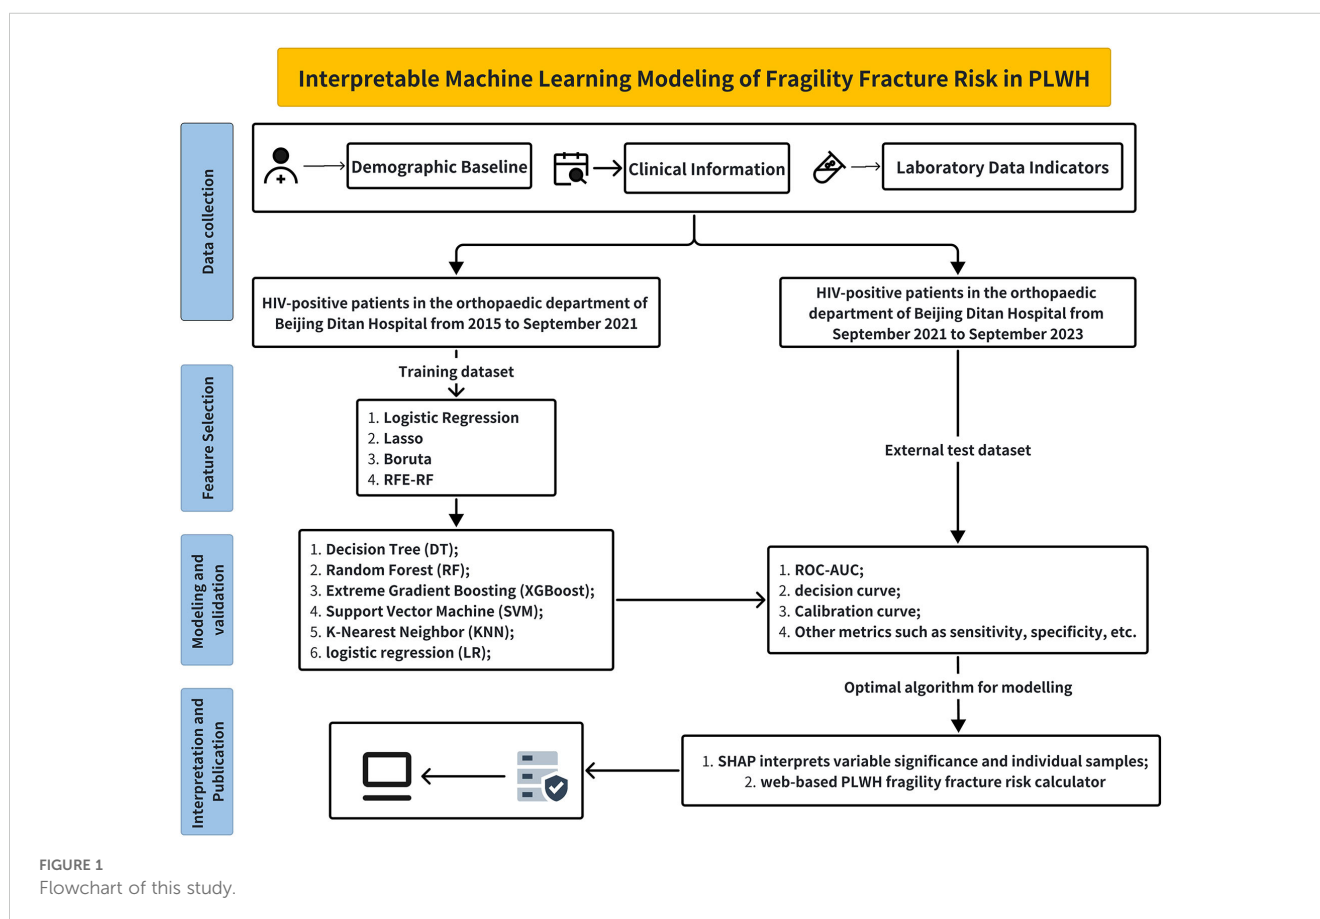 Interpretable Machine Learning Modeling of Fragility Fracture Risk in PLWH
Data collection
Demographic Baseline
Clinical Information
Laboratory Data Indicators
HIV-positive patients in the orthopaedic department of
Beijing Ditan Hospital from 2015 to September 2021
HIV-positive patients in the orthopaedic
department of Beijing Ditan Hospital from
September 2021 to September 2023
Feature Selection
Training dataset
1. Logistic Regression
2. Lasso
3. Boruta
4. RFE-RF
External test dataset
Modeling and
validation
1. Decision Tree (DT);
2. Random Forest (RF);
3. Extreme Gradient Boosting (XGBoost);
4. Support Vector Machine (SVM);
5. K-Nearest Neighbor (KNN);
6. logistic regression (LR);
1. ROC-AUC;
2. decision curve;
3. Calibration curve;
4. Other metrics such as sensitivity, specificity, etc.
Optimal algorithm for modelling
Interpretation and
Publication
1. SHAP interprets variable significance and individual samples;
2. web-based PLWH fragility fracture risk calculator
FIGURE 1
Flowchart of this study.